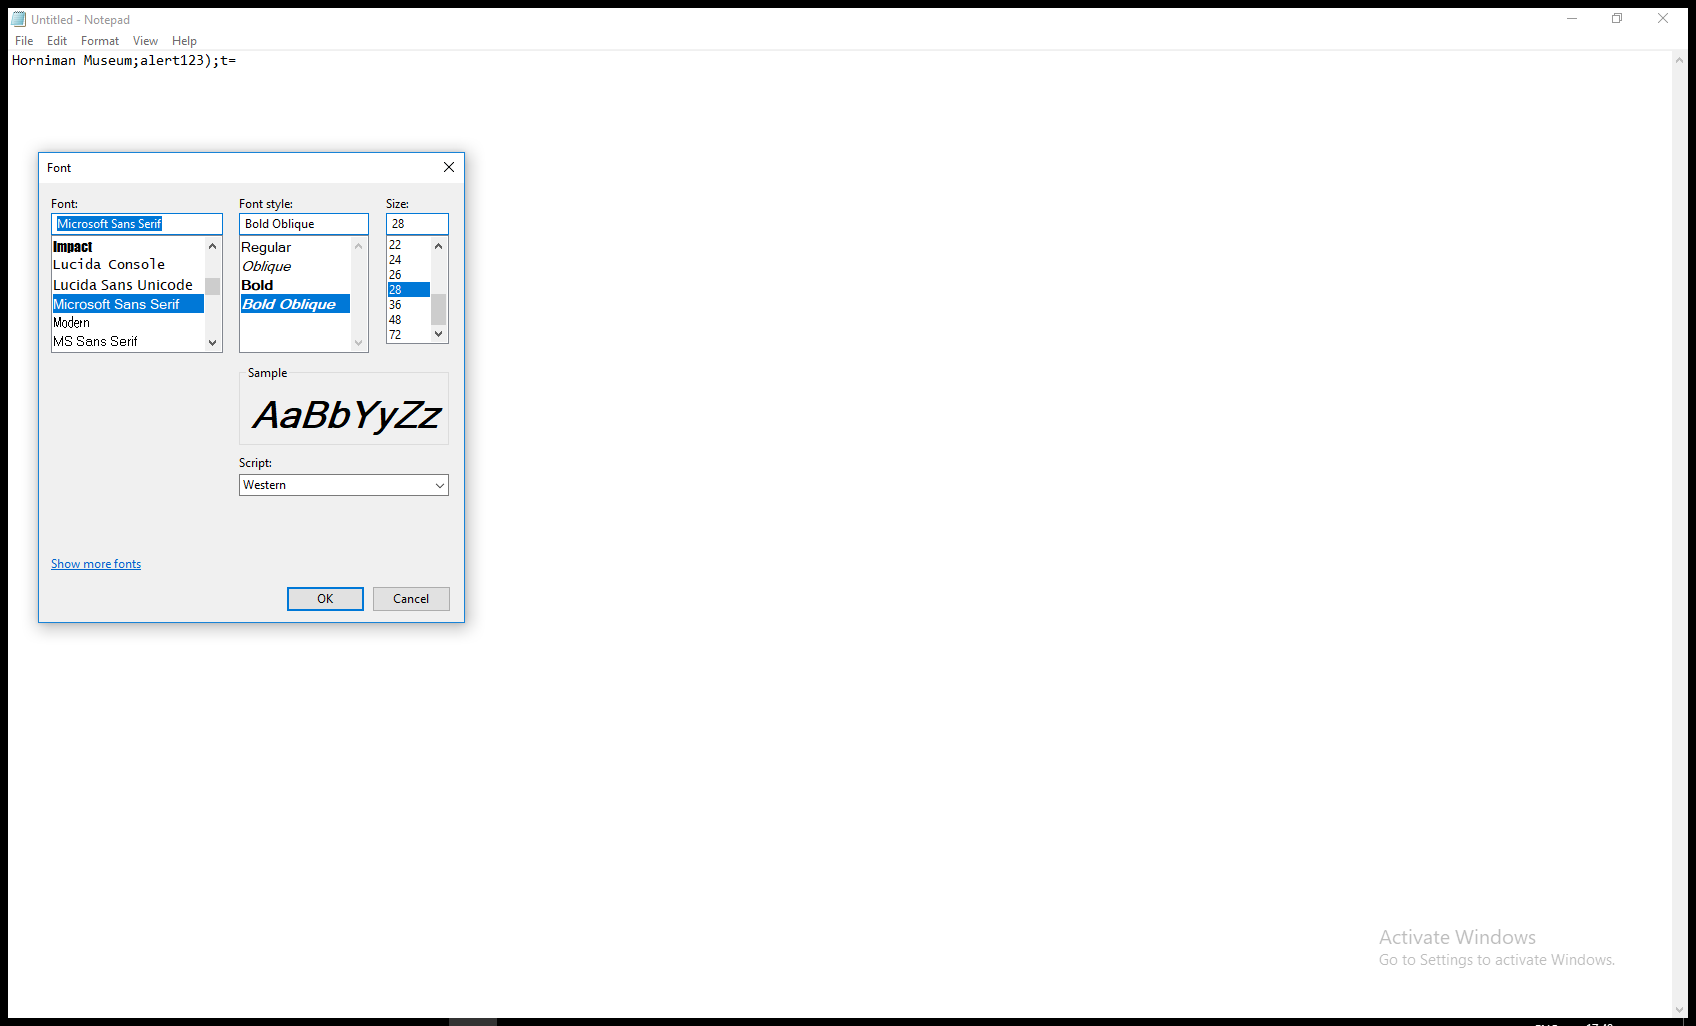 Untitled - Notepad
File Edit Format View Help
Horniman Museum;alert123);t=
Font
Font:
Microsoft Sans Serif
Impact
Lucida Console
Lucida Sans Unicode
Microsoft Sans Serif
Modern
MS Sans Serif
Font style:
Bold Oblique
Regular
Oblique
Bold
Bold Oblique
Size:
28
22
24
26
28
36
48
72
Sample
AaBbYyZz
Script:
Western
Show more fonts
OK
Cancel
Activate Windows
Go to Settings to activate Windows.